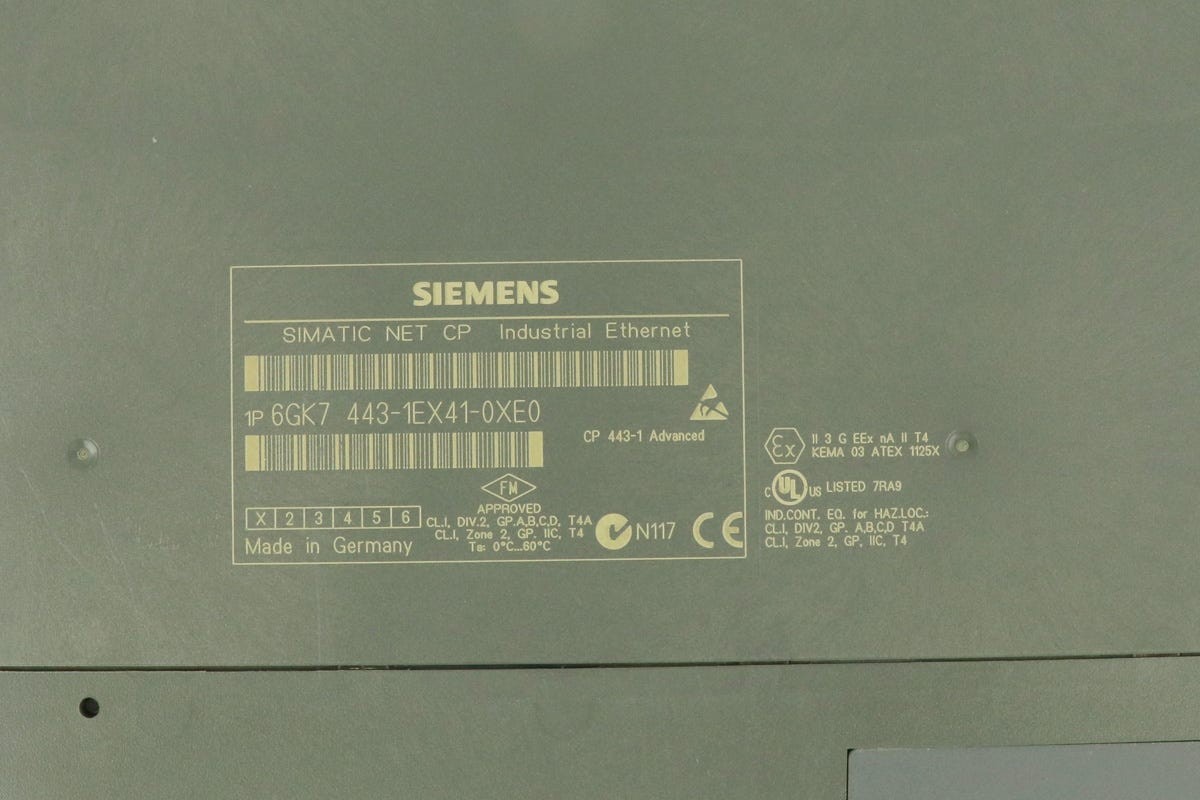 SIEMENS
SIMATIC NET CP Industrial Ethernet
1P 6GK7 443-1EX41-0XE0
CP 443-1 Advanced
FM
APPROVED
X 2 3 4 5 6
CL.I, DIV.2, GP.A,B,C,D, T4A
CL.I, Zone 2, GP. IIC, T4
Ta: 0°C...60°C
N117
CE
Made in Germany
Ex
II 3 G EEx nA II T4
KEMA 03 ATEX 1125X
C UL US LISTED 7RA9
IND.CONT. EQ. for HAZ.LOC.:
CL.I, DIV2, GP. A,B,C,D T4A
CL.I, Zone 2, GP, IIC, T4